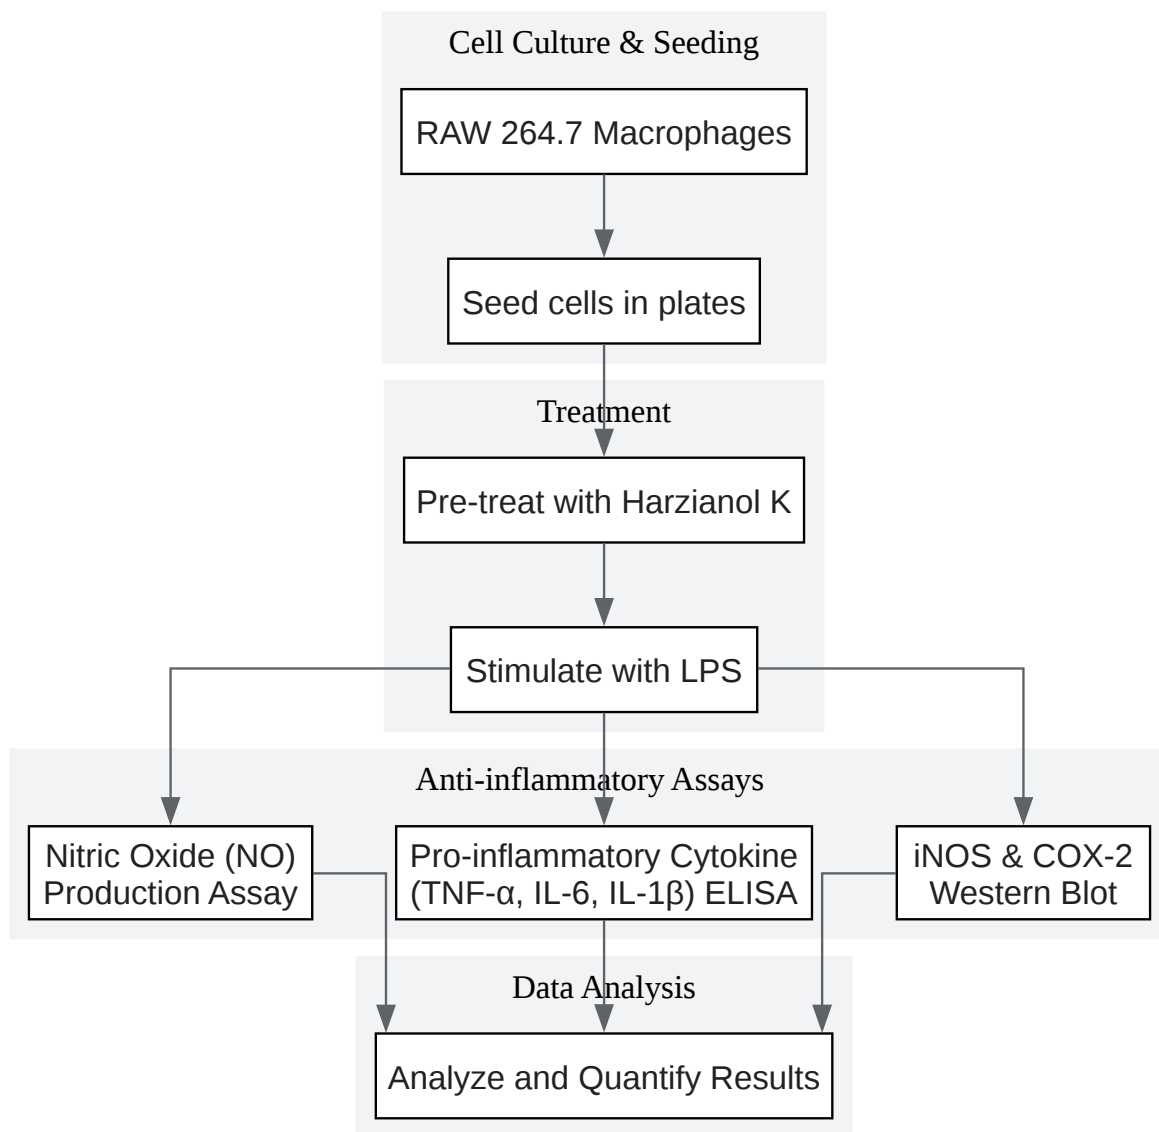 Cell Culture & Seeding
RAW 264.7 Macrophages
Seed cells in plates
Treatment
Pre-treat with Harzianol K
Stimulate with LPS
Anti-inflammatory Assays
Nitric Oxide (NO)
Production Assay
Pro-inflammatory Cytokine
(TNF-α, IL-6, IL-1β) ELISA
iNOS & COX-2
Western Blot
Data Analysis
Analyze and Quantify Results